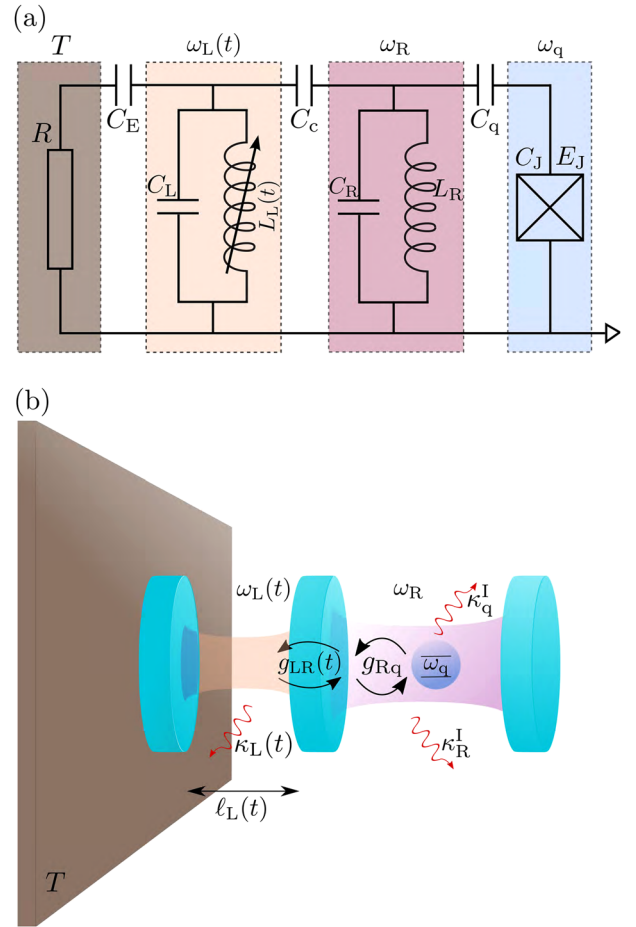 (a)
T ω_L(t) ω_R ω_q
C_E C_c C_q
R C_L L_L(t) C_R L_R C_J E_J
(b)
ω_L(t) ω_R κ_q^I
g_LR(t) g_Rq ω_q
κ_L(t) κ_R^I
ℓ_L(t)
T